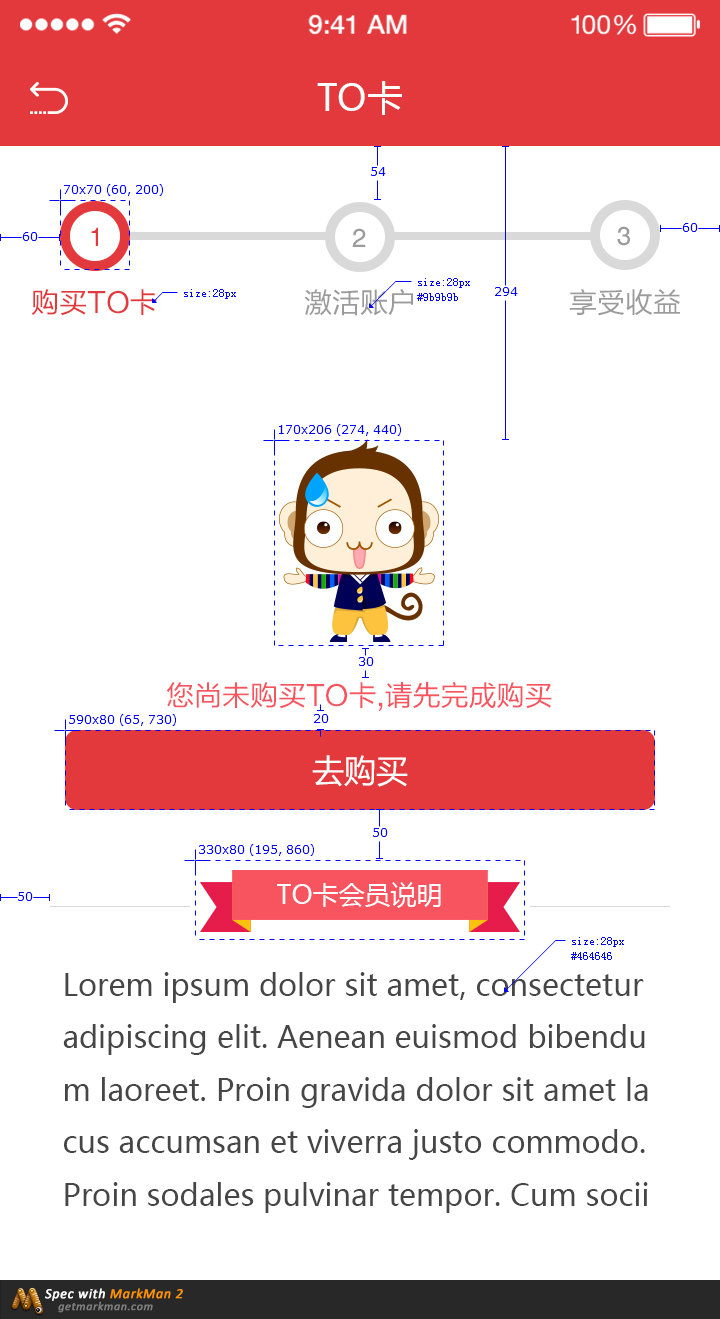 9:41 AM 100%
TO卡
54
70x70 (60, 200)
60 1 2 3 60
购买TO卡 size:28px 激活账户 size:28px
#9b9b9b
享受收益
294
170x206 (274, 440)
30
您尚未购买TO卡,请先完成购买
20
590x80 (65, 730)
去购买
50
330x80 (195, 860)
50 TO卡会员说明
size:28px
#464646
Lorem ipsum dolor sit amet, consectetur
adipiscing elit. Aenean euismod bibendu
m laoreet. Proin gravida dolor sit amet la
cus accumsan et viverra justo commodo.
Proin sodales pulvinar tempor. Cum socii
Spec with MarkMan 2
getmarkman.com